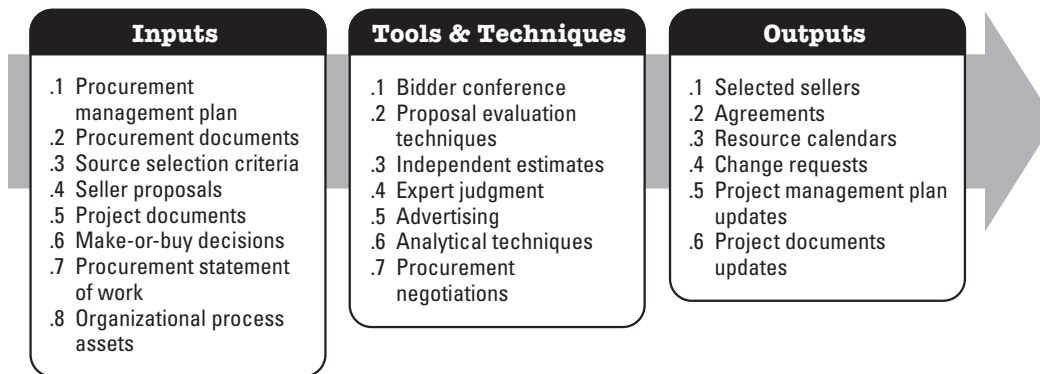 Inputs
.1 Procurement
management plan
.2 Procurement documents
.3 Source selection criteria
.4 Seller proposals
.5 Project documents
.6 Make-or-buy decisions
.7 Procurement statement
of work
.8 Organizational process
assets
Tools & Techniques
.1 Bidder conference
.2 Proposal evaluation
techniques
.3 Independent estimates
.4 Expert judgment
.5 Advertising
.6 Analytical techniques
.7 Procurement
negotiations
Outputs
.1 Selected sellers
.2 Agreements
.3 Resource calendars
.4 Change requests
.5 Project management plan
updates
.6 Project documents
updates